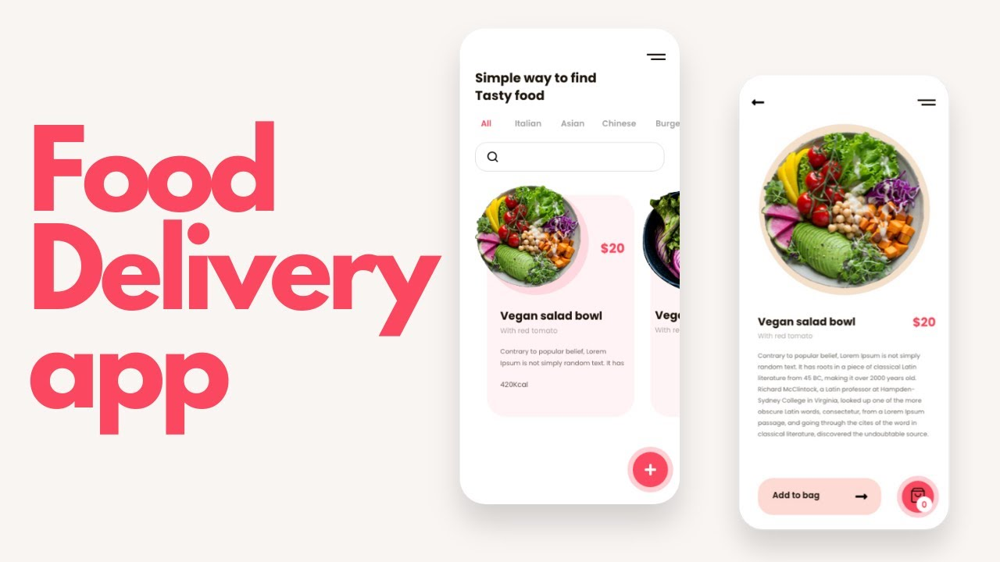 Food
Delivery
app
Simple way to find
Tasty food
All Italian Asian Chinese Burge
$20
Vegan salad bowl
With red tomato
Contrary to popular belief, Lorem
Ipsum is not simply random text. It has
420Kcal
Vega
With re
Vegan salad bowl $20
With red tomato
Contrary to popular belief, Lorem Ipsum is not simply
random text. It has roots in a piece of classical Latin
literature from 45 BC, making it over 2000 years old.
Richard McClintock, a Latin professor at Hampden-
Sydney College in Virginia, looked up one of the more
obscure Latin words, consectetur, from a Lorem Ipsum
passage, and going through the cites of the word in
classical literature, discovered the undoubtable source.
Add to bag
0